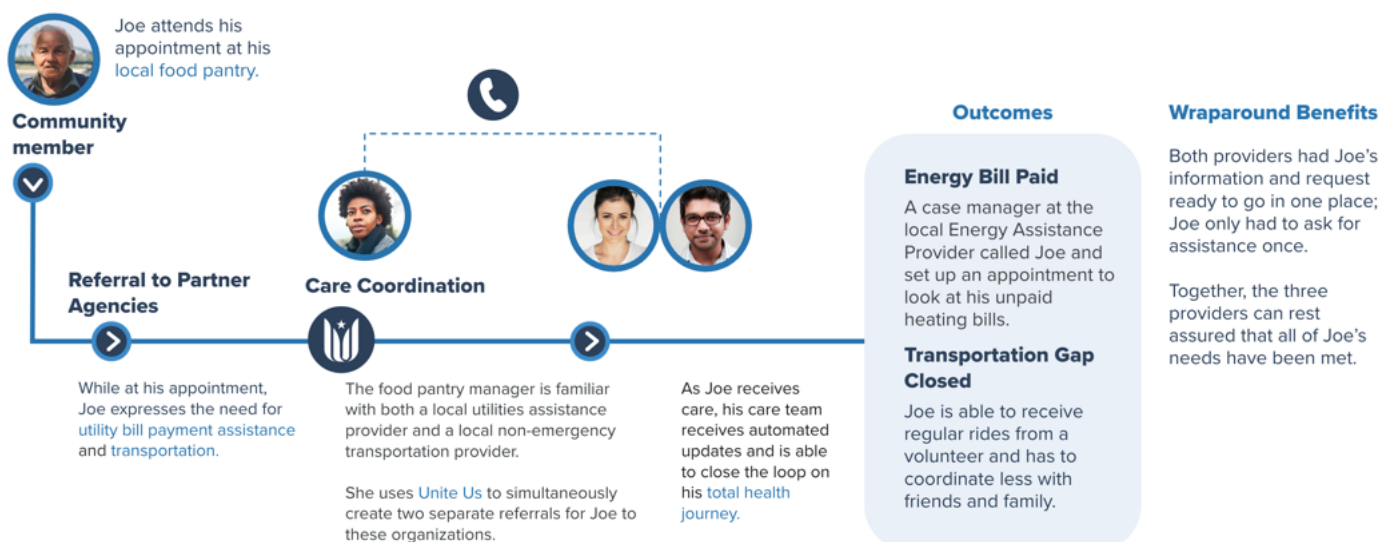 Joe attends his
appointment at his
local food pantry.
Community
member
Referral to Partner
Agencies
While at his appointment,
Joe expresses the need for
utility bill payment assistance
and transportation.
Care Coordination
The food pantry manager is familiar
with both a local utilities assistance
provider and a local non-emergency
transportation provider.
She uses Unite Us to simultaneously
create two separate referrals for Joe to
these organizations.
As Joe receives
care, his care team
receives automated
updates and is able
to close the loop on
his total health
journey.
Outcomes
Energy Bill Paid
A case manager at the
local Energy Assistance
Provider called Joe and
set up an appointment to
look at his unpaid
heating bills.
Transportation Gap
Closed
Joe is able to receive
regular rides from a
volunteer and has to
coordinate less with
friends and family.
Wraparound Benefits
Both providers had Joe's
information and request
ready to go in one place;
Joe only had to ask for
assistance once.
Together, the three
providers can rest
assured that all of Joe's
needs have been met.